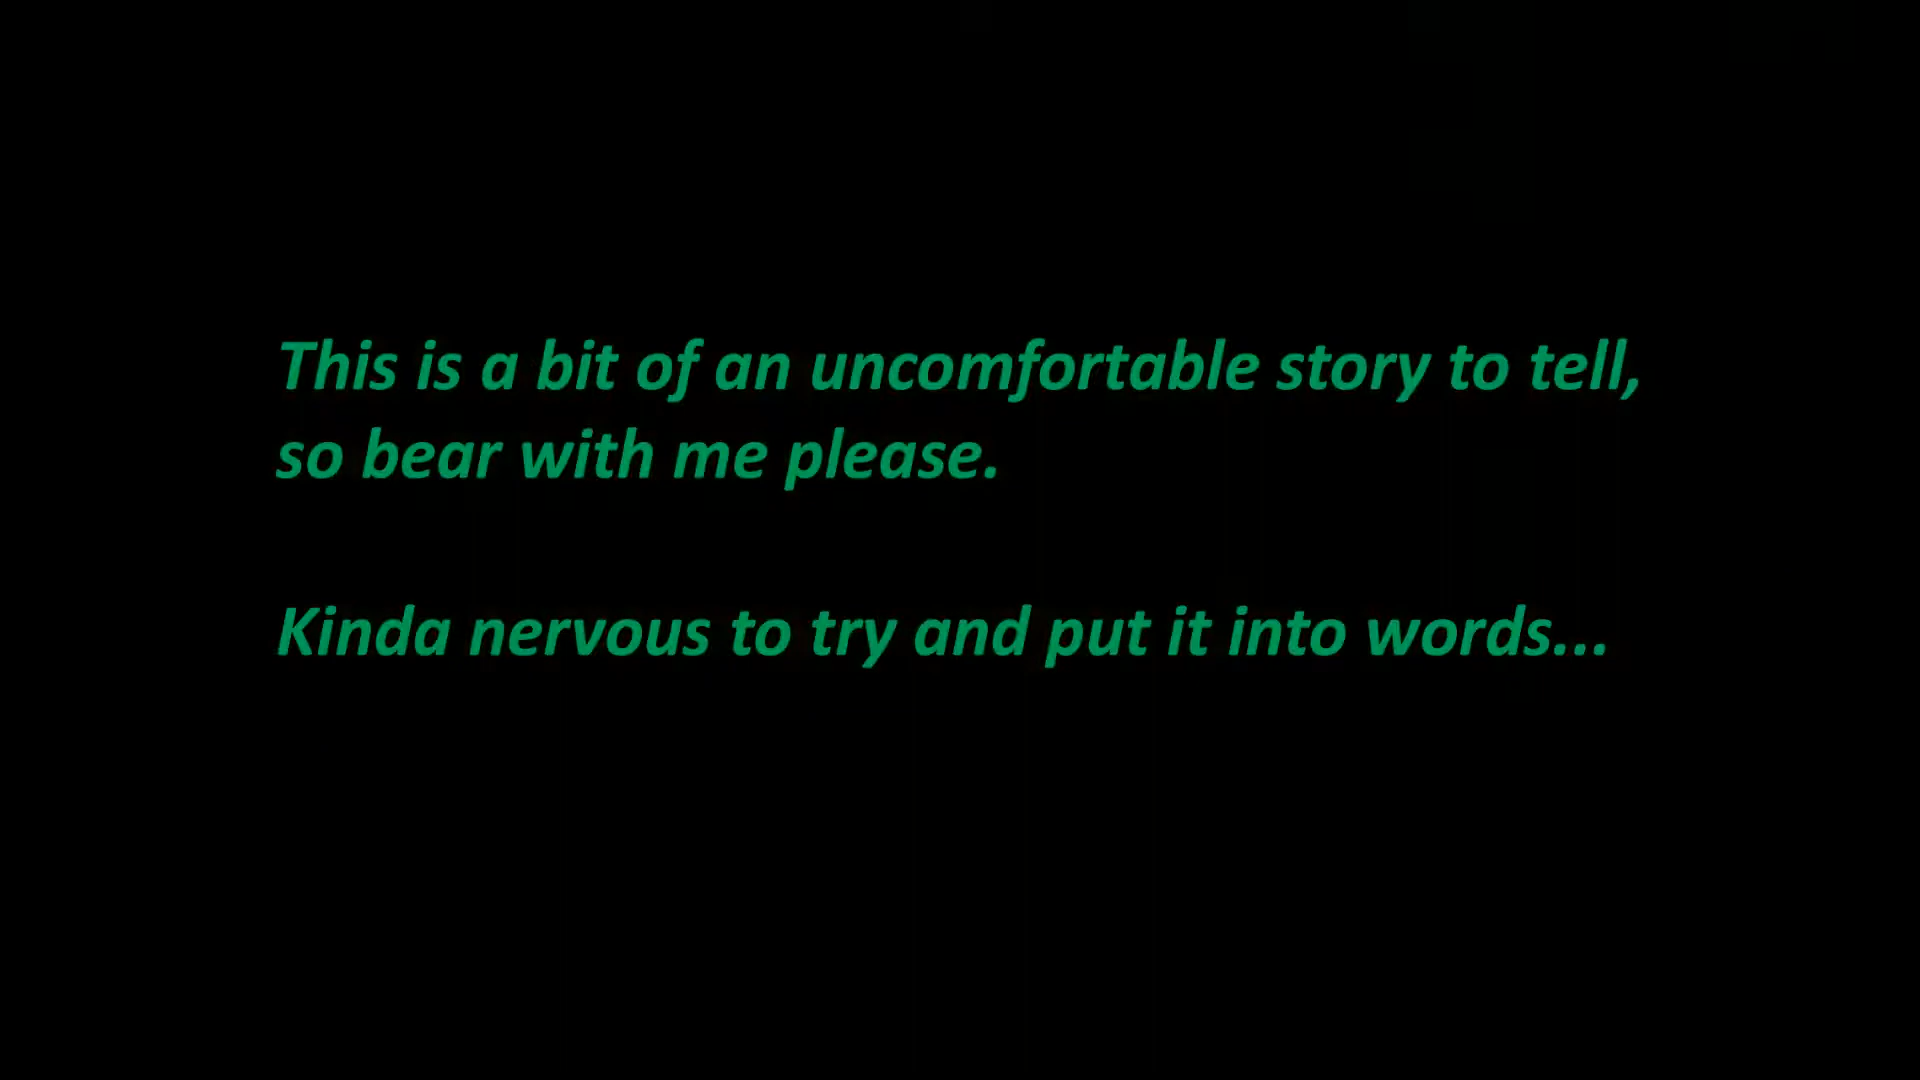 This is a bit of an uncomfortable story to tell,
so bear with me please.
Kinda nervous to try and put it into words...